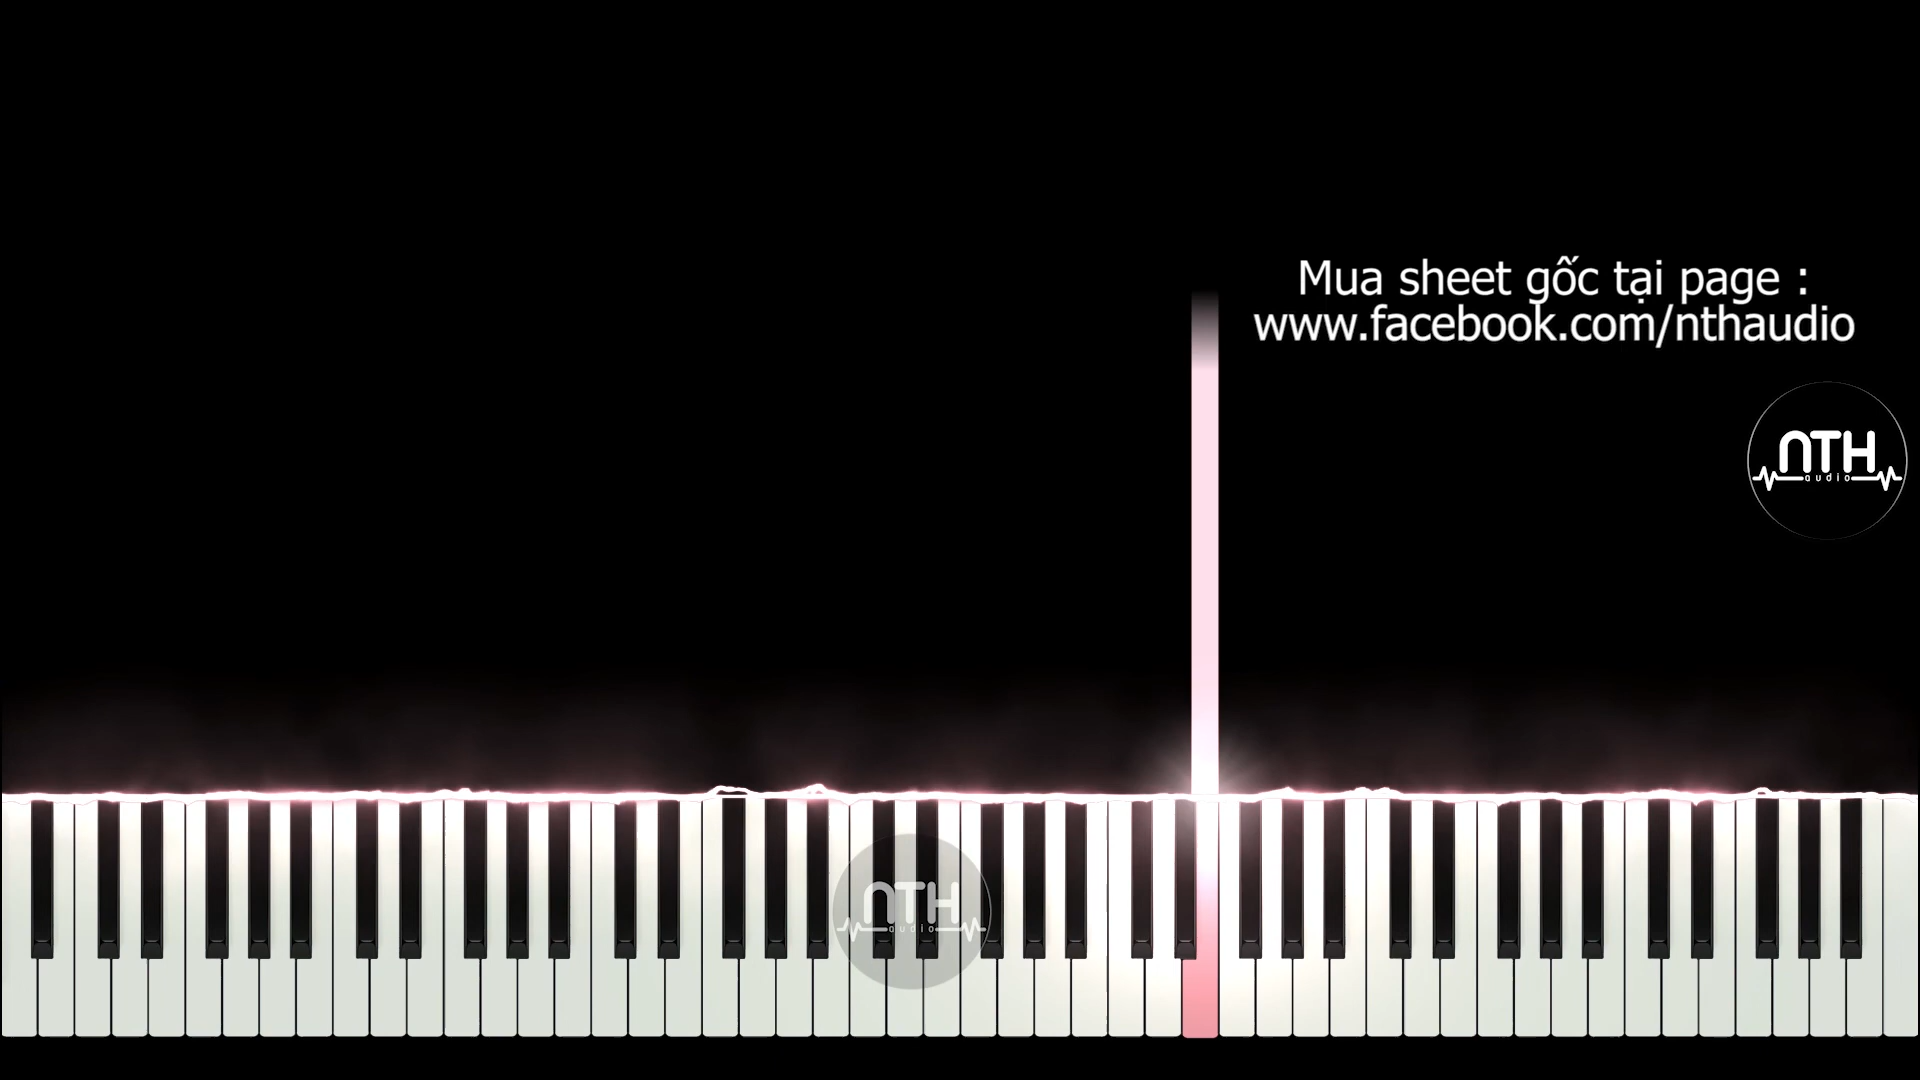 Mua sheet gốc tại page :
www.facebook.com/nthaudio
NTH
audio
NTH
audio